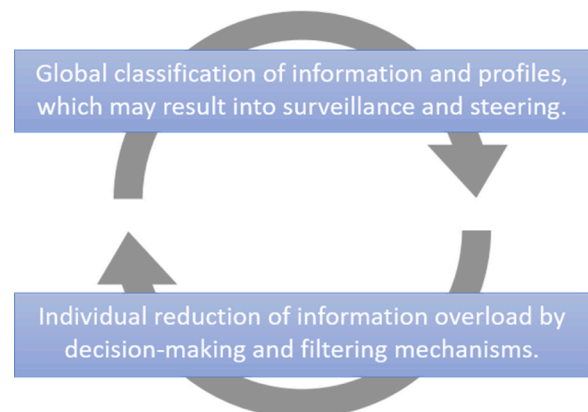 Global classification of information and profiles,
which may result into surveillance and steering.
Individual reduction of information overload by
decision-making and filtering mechanisms.